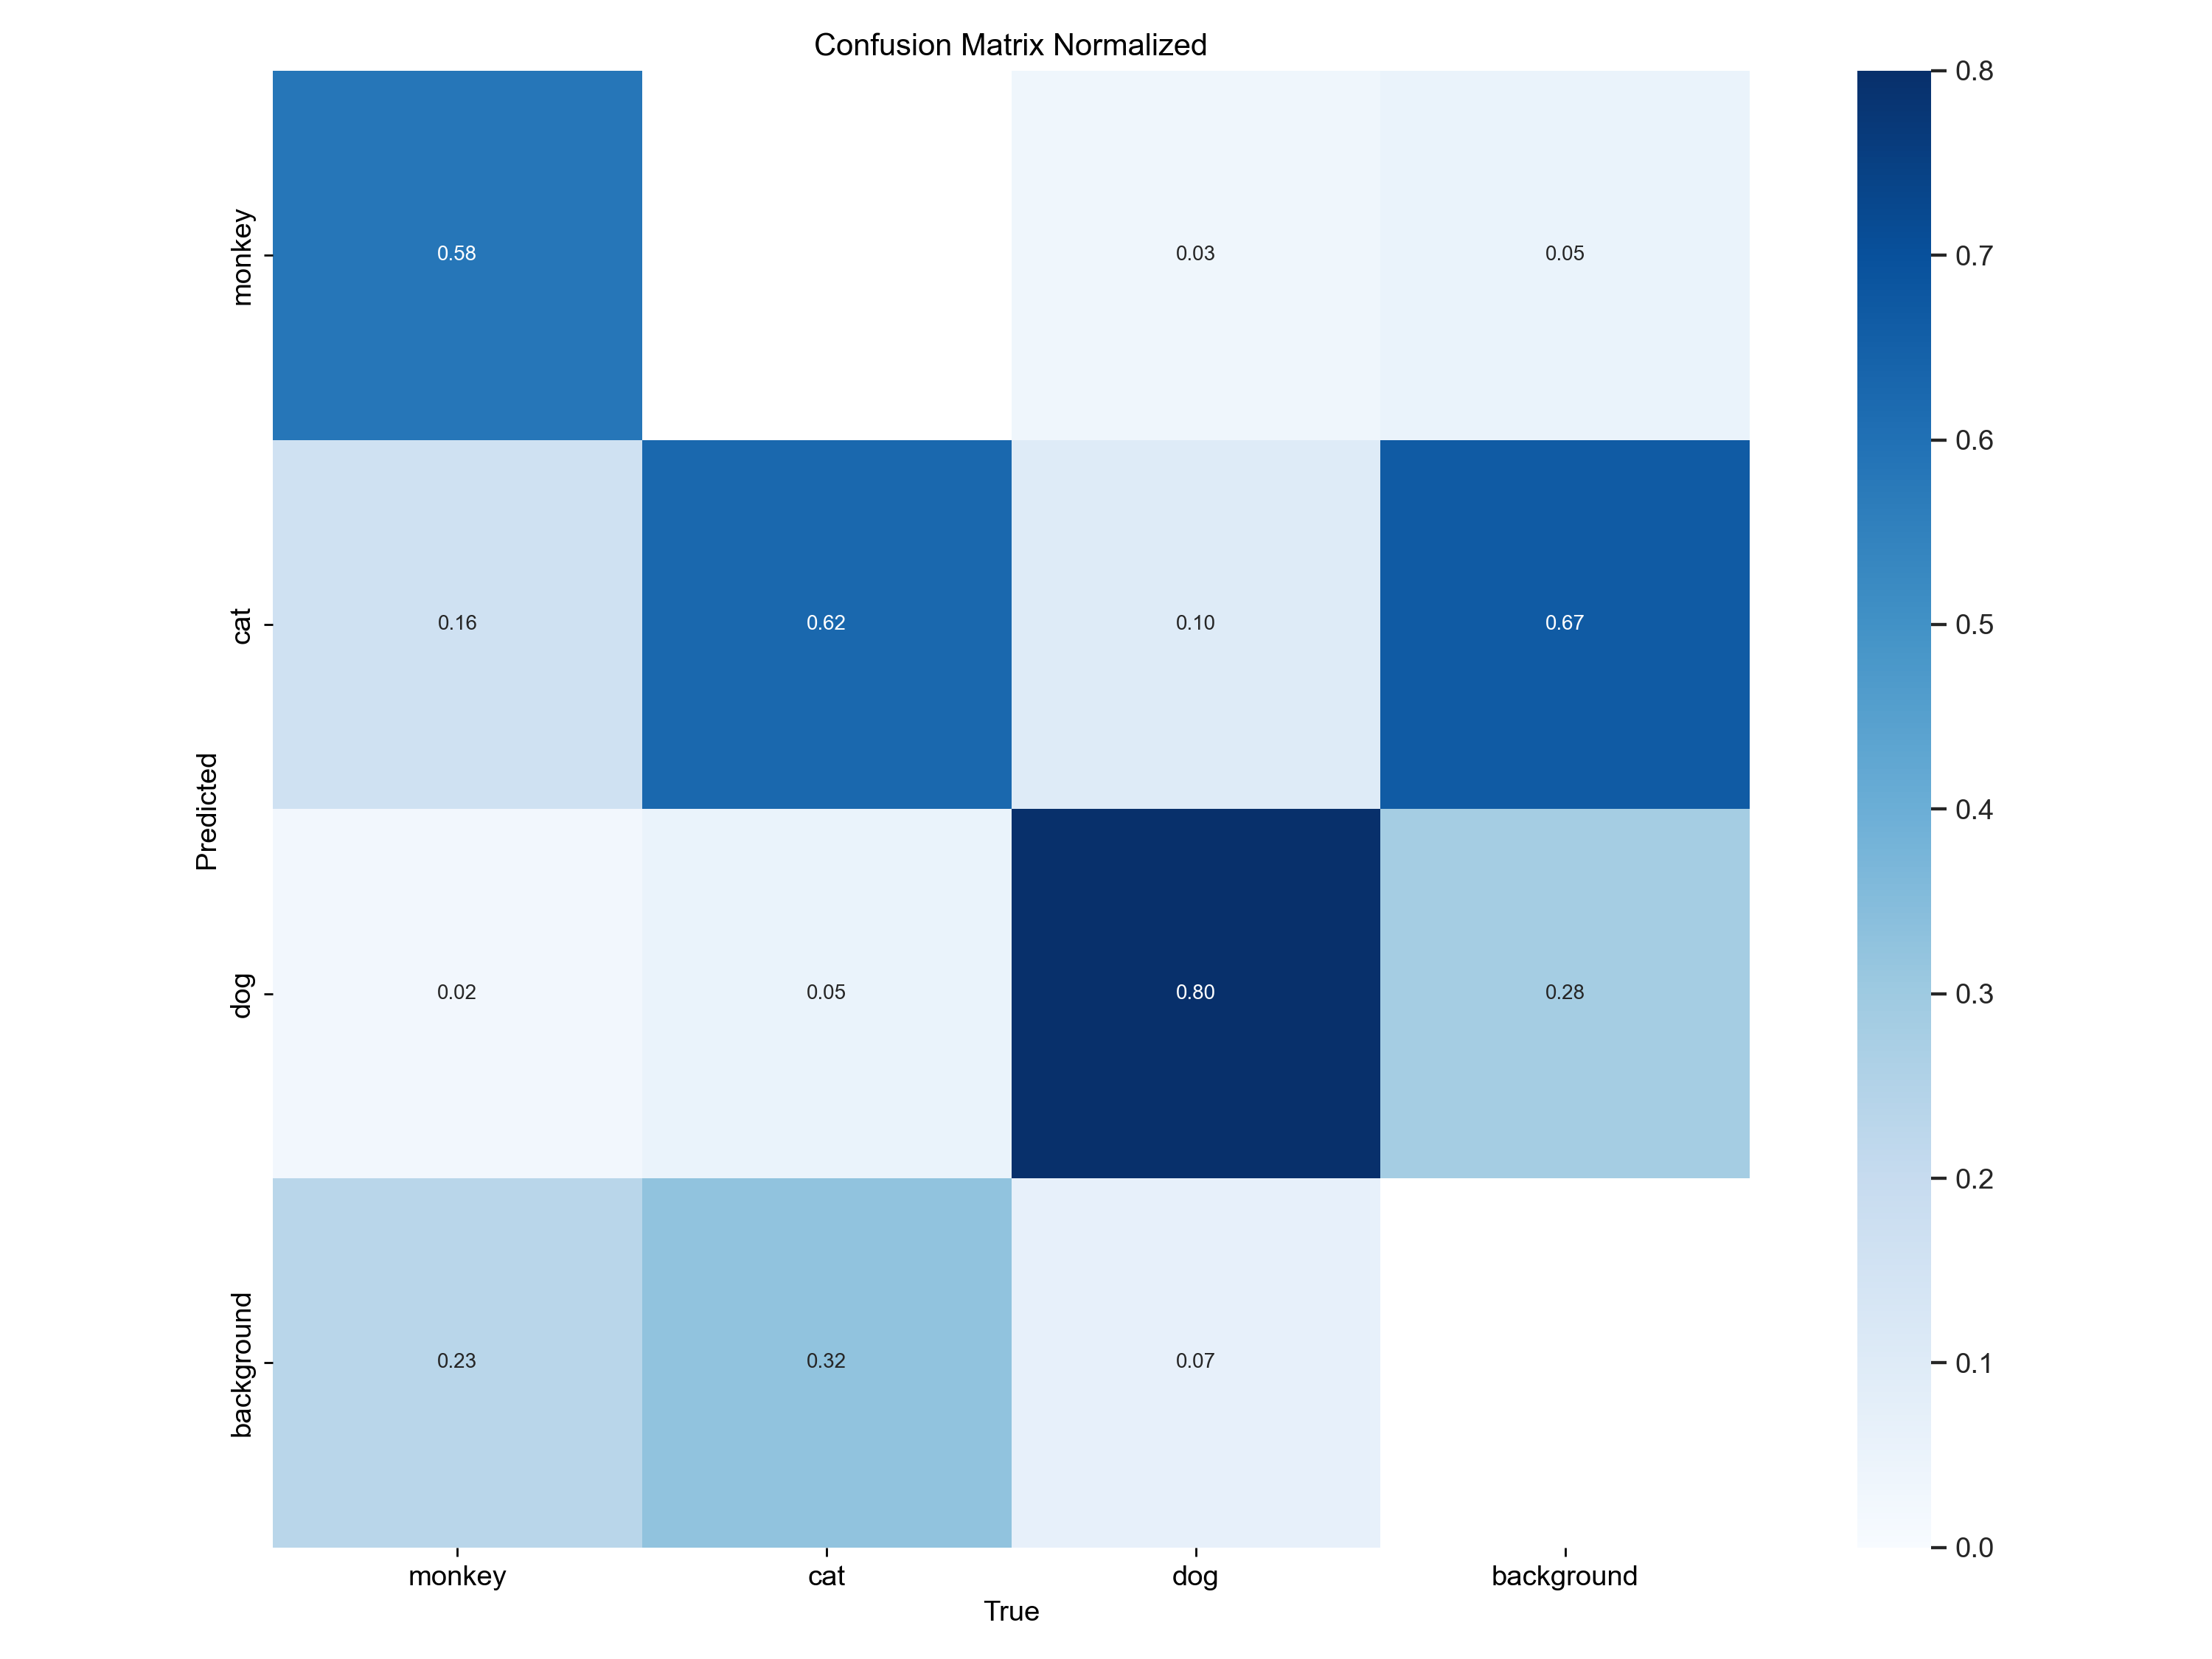 Confusion Matrix Normalized
monkey
0.58
0.03
0.05
cat
0.16
0.62
0.10
0.67
dog
0.02
0.05
0.80
0.28
background
0.23
0.32
0.07
Predicted
monkey
cat
dog
background
True
0.8
0.7
0.6
0.5
0.4
0.3
0.2
0.1
0.0